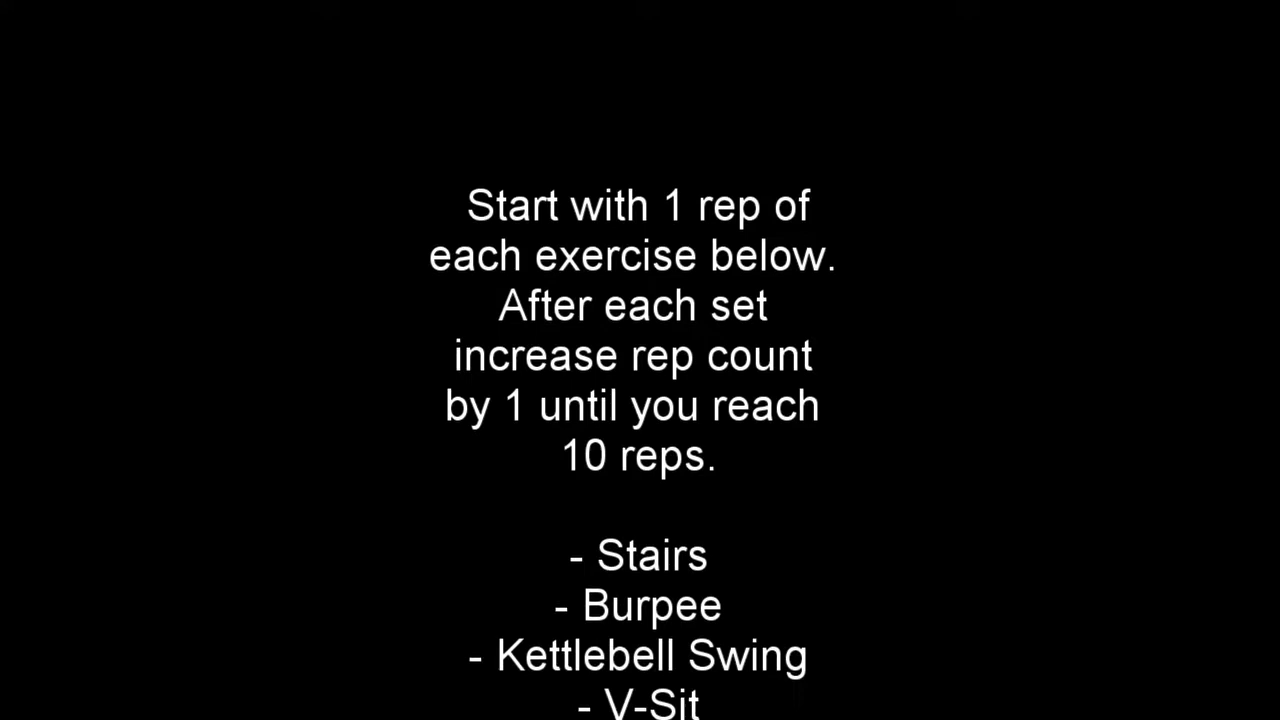 Start with 1 rep of
each exercise below.
After each set
increase rep count
by 1 until you reach
10 reps.
- Stairs
- Burpee
- Kettlebell Swing
- V-Sit